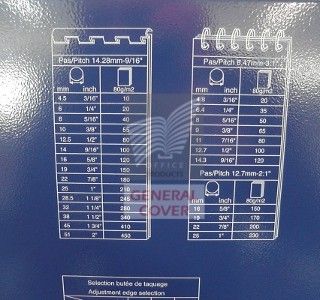 Pas/Pitch 14.28mm-9/16"
mm inch 80g/m2
4.5 3/16" 10
6 1/4" 20
8 5/16" 40
10 3/8" 55
12.5 1/2" 80
14 9/16" 100
16 5/8" 120
19 3/4" 150
22 7/8" 180
25 1" 210
28.5 1 1/8" 240
32 1 1/4" 280
38 1 1/2" 340
45 1 3/4" 410
51 2" 450
Pas/Pitch 8.47mm-3:1"
mm inch 80g/m2
4.8 3/16" 20
6.4 1/4" 35
8 5/16" 50
9 3/8" 65
11 7/16" 80
12.7 1/2" 100
14.3 9/16" 120
Pas/Pitch 12.7mm-2:1"
mm inch 80g/m2
16 5/8" 150
19 3/4" 170
22 7/8" 200
25 1" 230
OFFICE
PRODUCTS
GENERAL
COVER
Selection butée de taquage
Adjustment edge selection